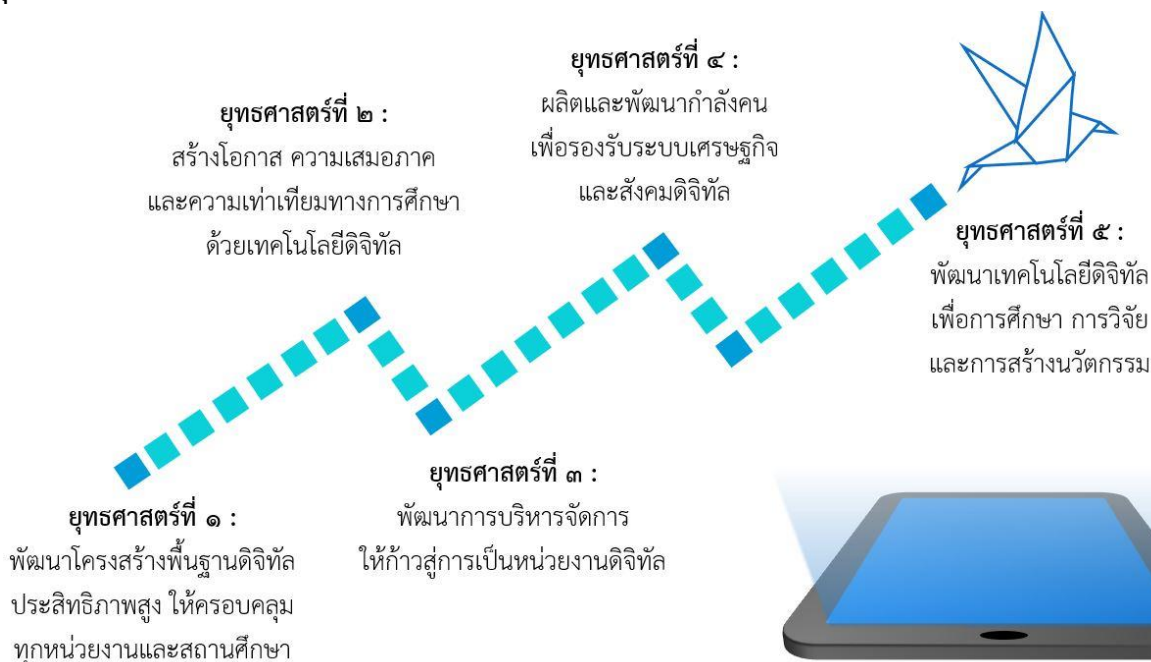 ยุทธศาสตร์ที่ ๑ :
พัฒนาโครงสร้างพื้นฐานดิจิทัล
ประสิทธิภาพสูง ให้ครอบคลุม
ทุกหน่วยงานและสถานศึกษา
ยุทธศาสตร์ที่ ๒ :
สร้างโอกาส ความเสมอภาค
และความเท่าเทียมทางการศึกษา
ด้วยเทคโนโลยีดิจิทัล
ยุทธศาสตร์ที่ ๓ :
พัฒนาการบริหารจัดการ
ให้ก้าวสู่การเป็นหน่วยงานดิจิทัล
ยุทธศาสตร์ที่ ๔ :
ผลิตและพัฒนากำลังคน
เพื่อรองรับระบบเศรษฐกิจ
และสังคมดิจิทัล
ยุทธศาสตร์ที่ ๕ :
พัฒนาเทคโนโลยีดิจิทัล
เพื่อการศึกษา การวิจัย
และการสร้างนวัตกรรม